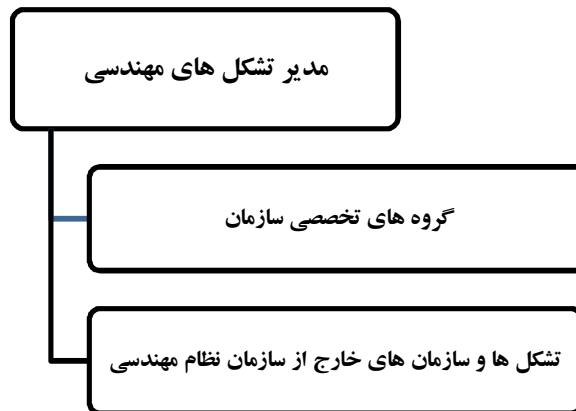 مدیر تشکل های مهندسی
گروه های تخصصی سازمان
تشکل ها و سازمان های خارج از سازمان نظام مهندسی